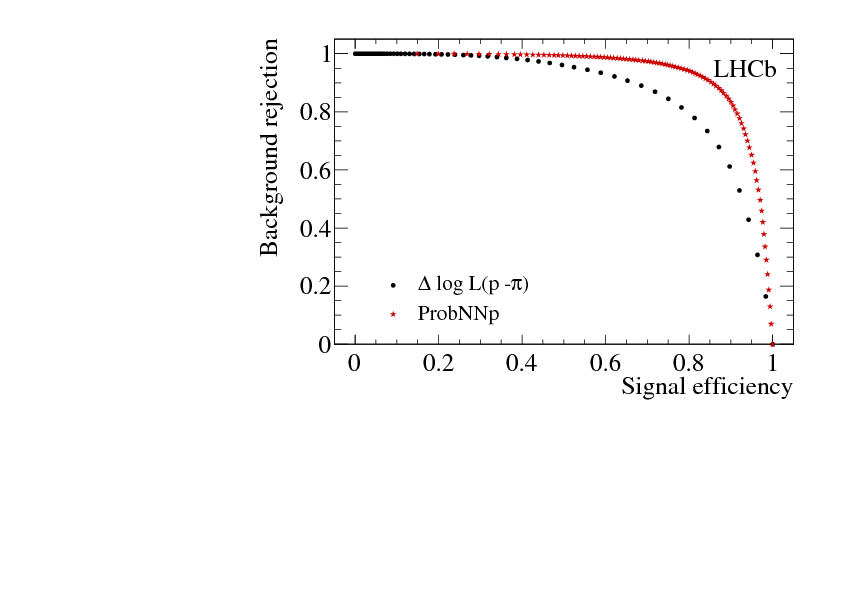 Background rejection
1
0.8
0.6
0.4
0.2
0
LHCb
Δ log L(p -π)
ProbNNp
0 0.2 0.4 0.6 0.8 1
Signal efficiency